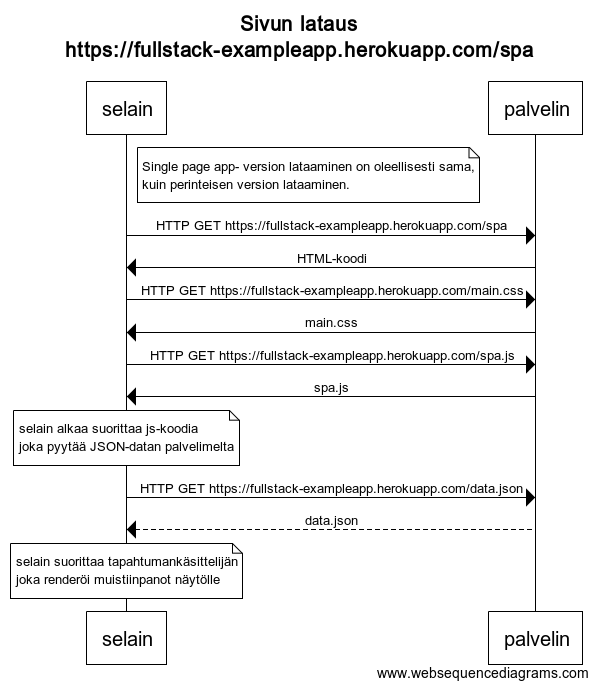 Sivun lataus
https://fullstack-exampleapp.herokuapp.com/spa
selain
palvelin
Single page app- version lataaminen on oleellisesti sama,
kuin perinteisen version lataaminen.
HTTP GET https://fullstack-exampleapp.herokuapp.com/spa
HTML-koodi
HTTP GET https://fullstack-exampleapp.herokuapp.com/main.css
main.css
HTTP GET https://fullstack-exampleapp.herokuapp.com/spa.js
spa.js
selain alkaa suorittaa js-koodia
joka pyytää JSON-datan palvelimelta
HTTP GET https://fullstack-exampleapp.herokuapp.com/data.json
data.json
selain suorittaa tapahtumankäsittelijän
joka renderöi muistiinpanot näytölle
selain
palvelin
www.websequencediagrams.com